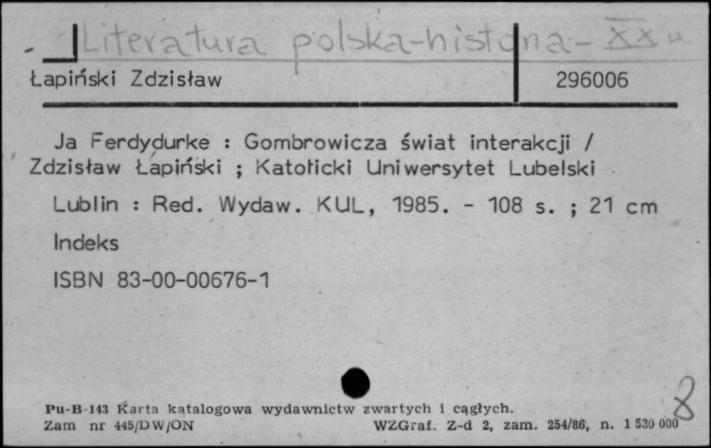 Literatura polska-historia - XX w.
Łapiński Zdzisław 296006
Ja Ferdydurke : Gombrowicza świat interakcji /
Zdzisław Łapiński ; Katolicki Uniwersytet Lubelski
Lublin : Red. Wydaw. KUL, 1985. - 108 s. ; 21 cm
Indeks
ISBN 83-00-00676-1
8
Pu-B-143 Karta katalogowa wydawnictw zwartych i cągłych.
Zam nr 445/DW/ON WZGraf. Z-d 2, zam. 254/86, n. 1 530 000